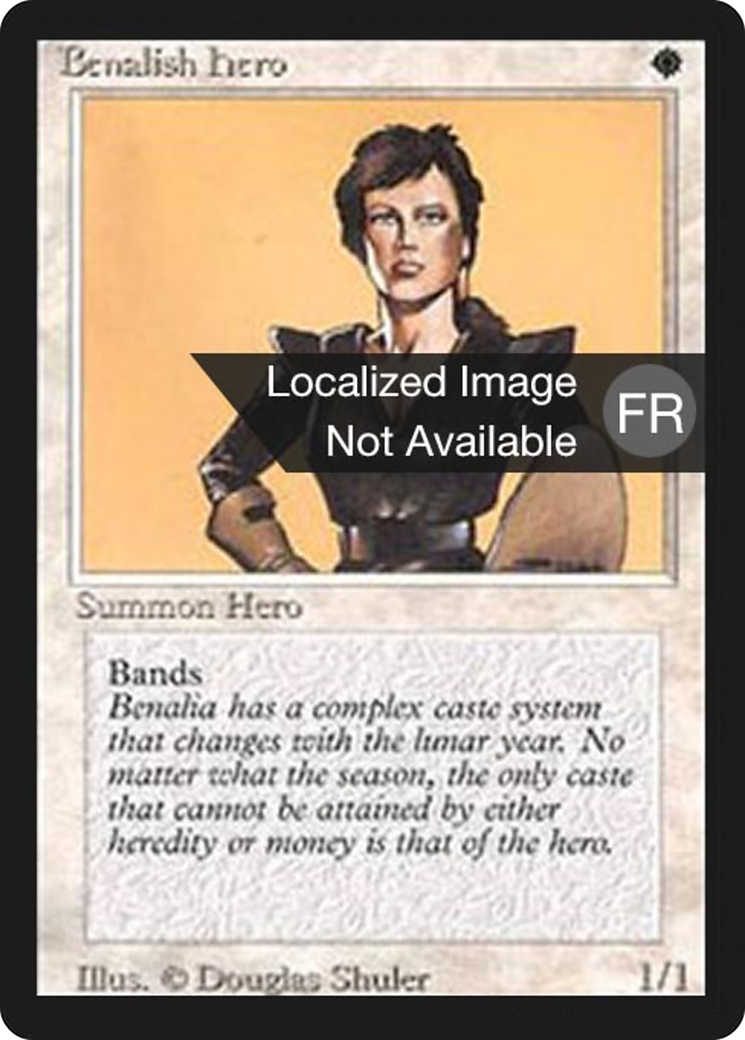 Benalish Hero
Localized Image
Not Available
FR
Summon Hero
Bands
Benalia has a complex caste system
that changes with the lunar year. No
matter what the season, the only caste
that cannot be attained by either
heredity or money is that of the hero.
Illus. © Douglas Shuler
1/1